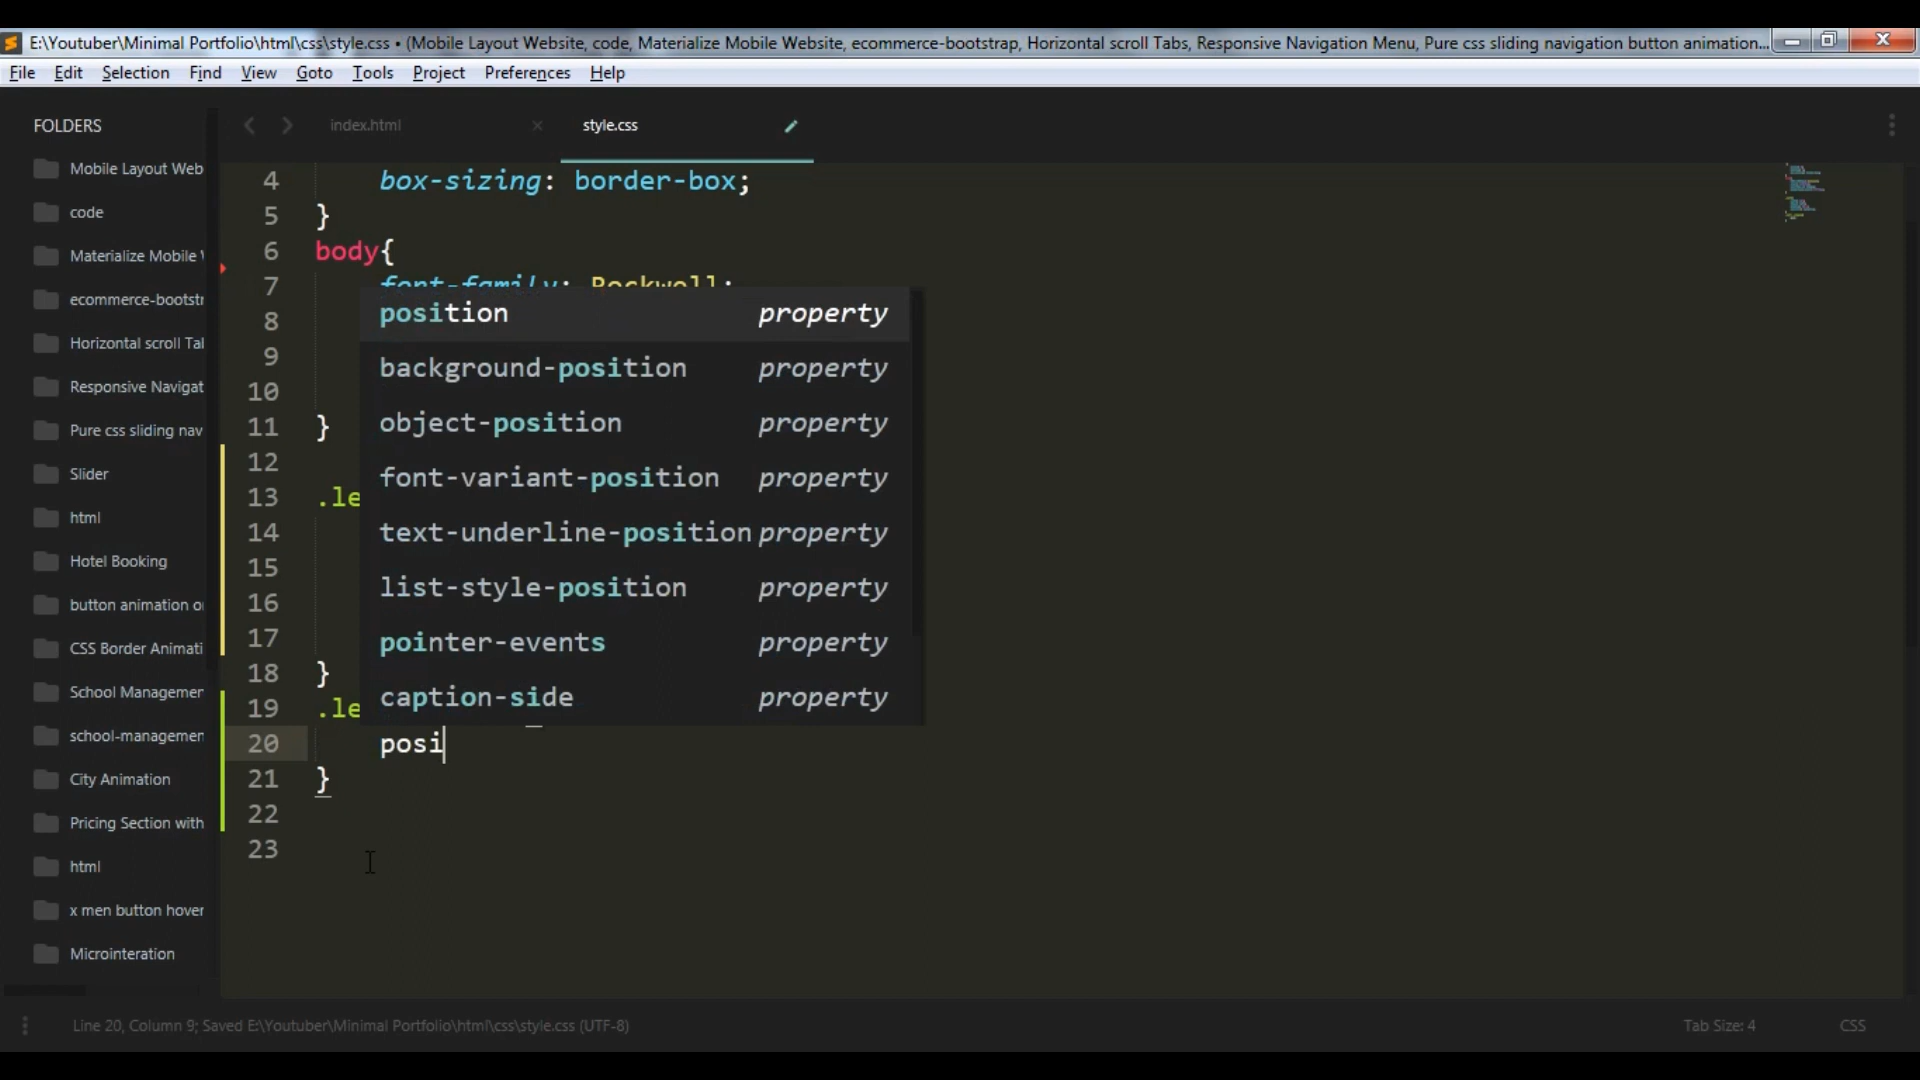 E:\Youtuber\Minimal Portfolio\html\css\style.css • (Mobile Layout Website, code, Materialize Mobile Website, ecommerce-bootstrap, Horizontal scroll Tabs, Responsive Navigation Menu, Pure css sliding navigation button animation...
File Edit Selection Find View Goto Tools Project Preferences Help
FOLDERS
Mobile Layout Web
code
Materialize Mobile
ecommerce-bootstr
Horizontal scroll Tal
Responsive Navigat
Pure css sliding nav
Slider
html
Hotel Booking
button animation o
CSS Border Animati
School Managemer
school-managemen
City Animation
Pricing Section with
html
x men button hover
Microinteration
index.html
style.css
4 box-sizing: border-box;
5 }
6 body{
7 font-family: Rockwell;
8
9
10
11 }
12
13 .le
14
15
16
17
18 }
19 .le
20 posi
21 }
22
23
position property
background-position property
object-position property
font-variant-position property
text-underline-position property
list-style-position property
pointer-events property
caption-side property
Line 20, Column 9; Saved E:\Youtuber\Minimal Portfolio\html\css\style.css (UTF-8)
Tab Size: 4
CSS